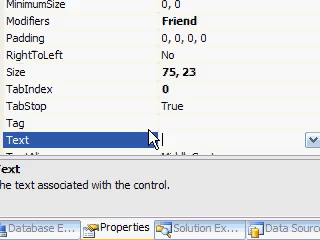 MinimumSize 0, 0
Modifiers Friend
Padding 0, 0, 0, 0
RightToLeft No
Size 75, 23
TabIndex 0
TabStop True
Tag
Text
ext
he text associated with the control.
Database E... Properties Solution Ex... Data Source